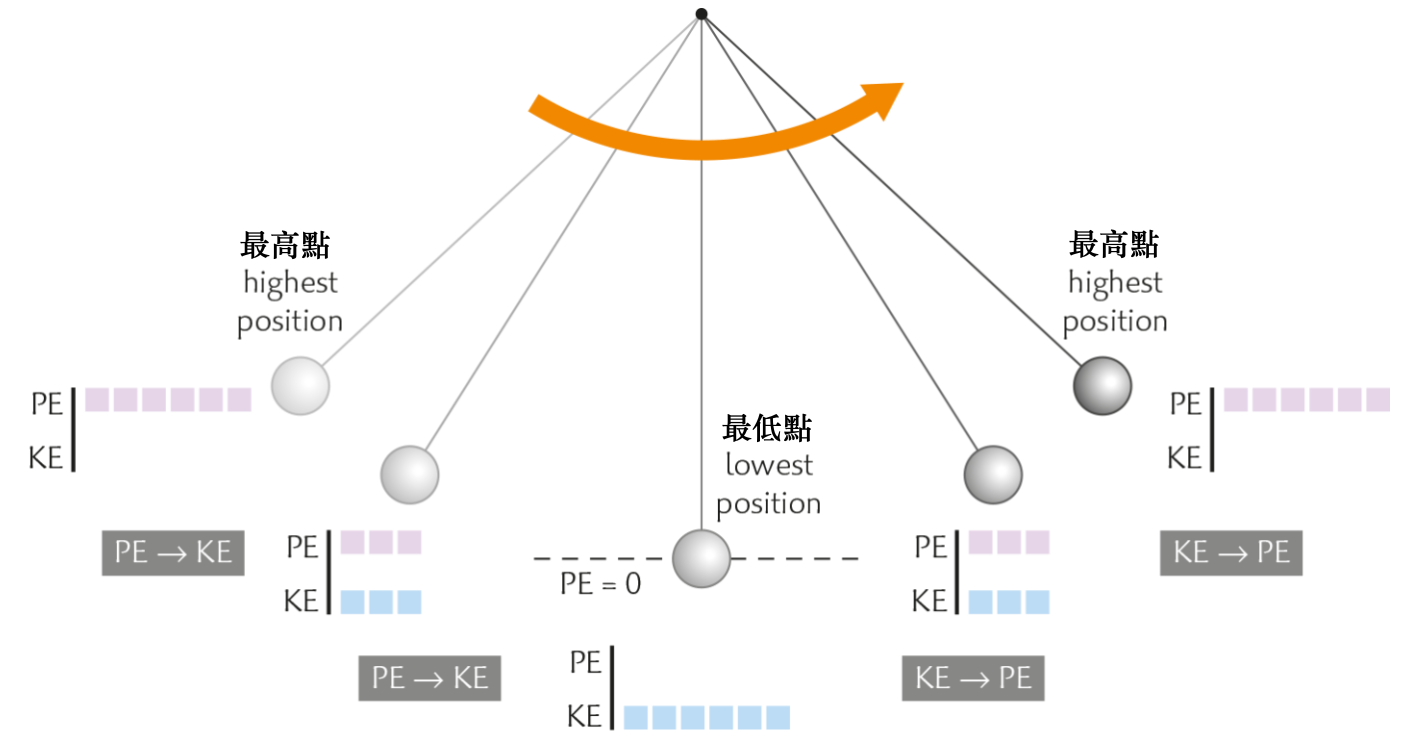 最高點
highest
position
PE
KE
PE → KE
PE
KE
PE → KE
最低點
lowest
position
PE = 0
PE
KE
PE
KE
KE → PE
最高點
highest
position
PE
KE
KE → PE